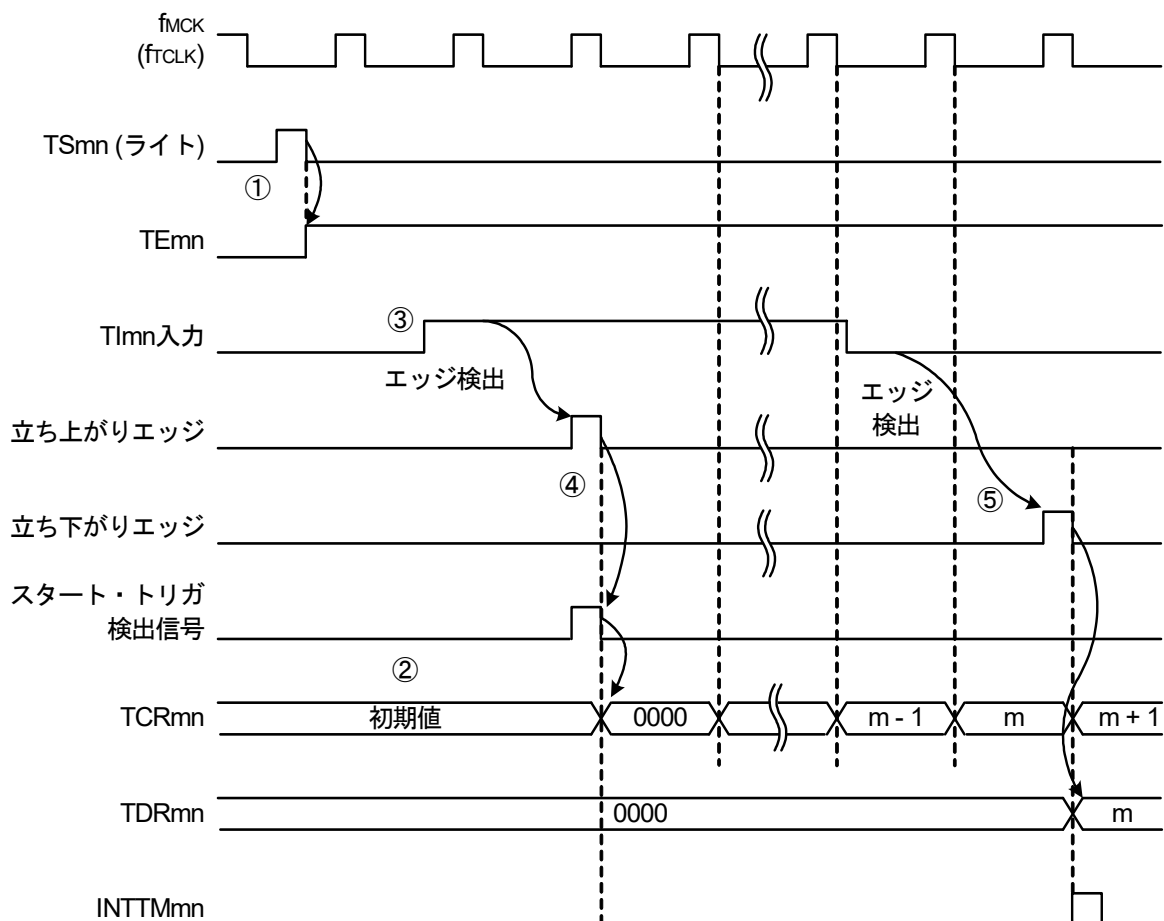 fMCK
(fTCLK)
TSmn (ライト)
①
TEmn
TImn入力
③
エッジ検出
エッジ
検出
立ち上がりエッジ
④
⑤
立ち下がりエッジ
スタート・トリガ
検出信号
②
TCRmn
初期値
0000
m - 1
m
m + 1
TDRmn
0000
m
INTTMmn